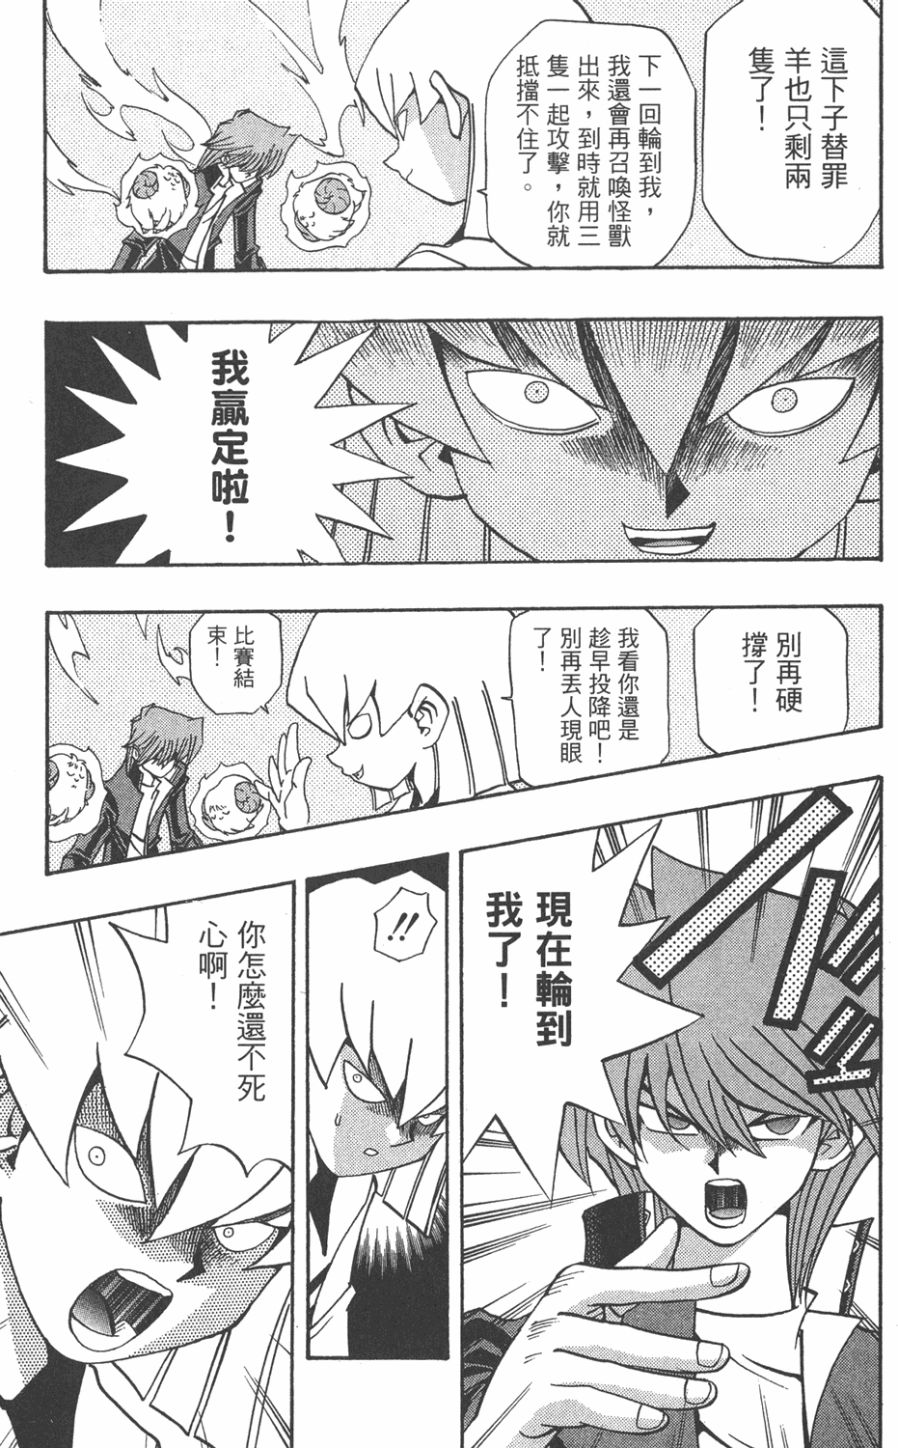 這下子替罪
羊也只剩兩
隻了！
下一回輪到我，
我還會再召喚怪獸
出來，到時就用三
隻一起攻擊，你就
抵擋不住了。
我贏定啦！
別再硬
撐了！
我看你還是
趁早投降吧！
別再丟人現眼
了！
比賽結
束！
現在輪到
我了！
!!
你怎麼還不死
心啊！